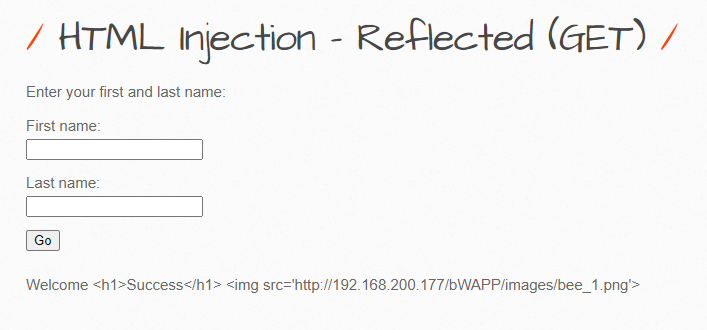 / HTML Injection - Reflected (GET) /
Enter your first and last name:
First name:
Last name:
Go
Welcome <h1>Success</h1> <img src='http://192.168.200.177/bWAPP/images/bee_1.png'>